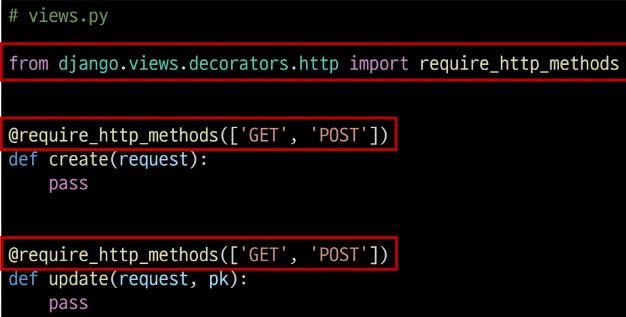 # views.py
from django.views.decorators.http import require_http_methods
@require_http_methods(['GET', 'POST'])
def create(request):
    pass
@require_http_methods(['GET', 'POST'])
def update(request, pk):
    pass